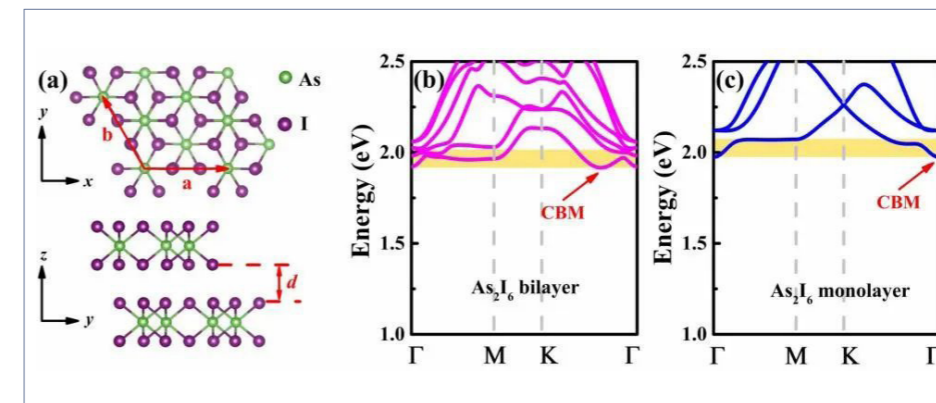 (a)
As
I
y
x
b
a
z
y
d
(b)
2.5
2.0
1.5
1.0
Energy (eV)
CBM
As₂I₆ bilayer
Γ M K Γ
(c)
2.5
2.0
1.5
1.0
Energy (eV)
CBM
As₂I₆ monolayer
Γ M K Γ